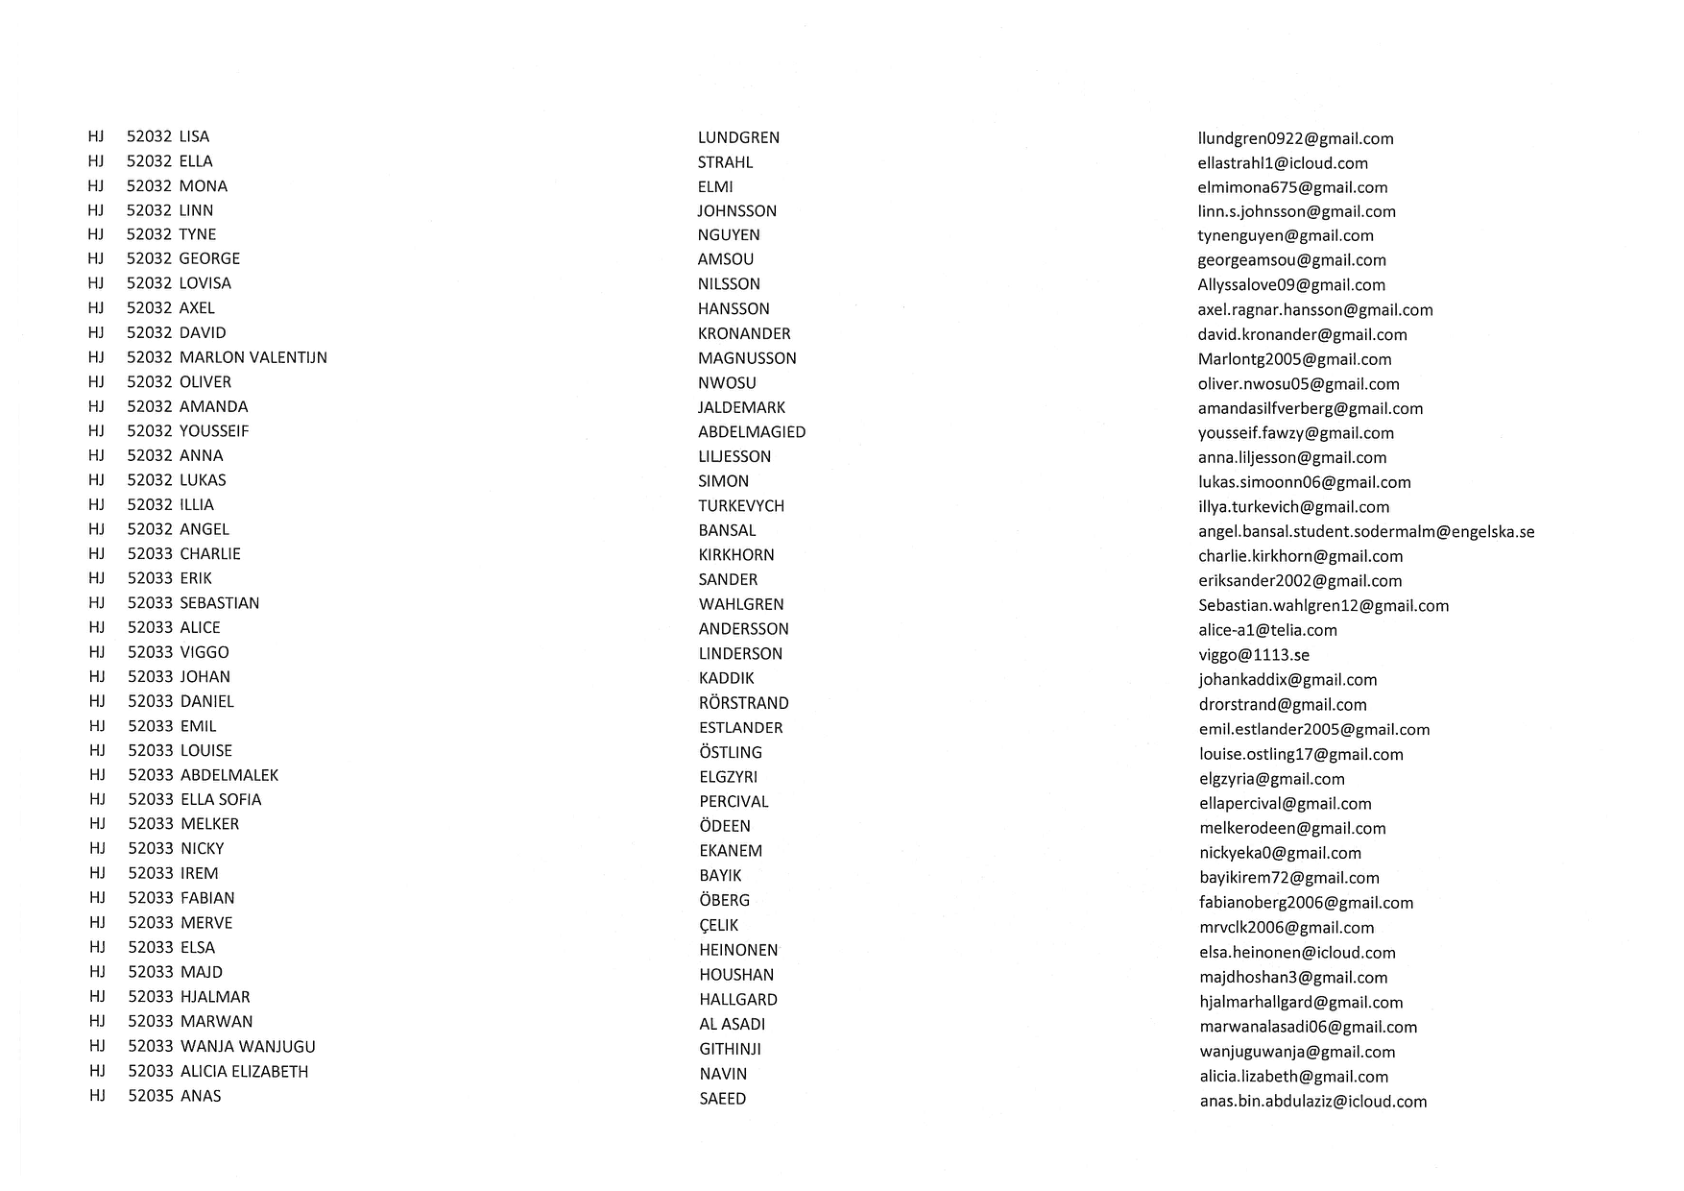 HJ 52032 LISA LUNDGREN llundgren0922@gmail.com
HJ 52032 ELLA STRAHL ellastrahl1@icloud.com
HJ 52032 MONA ELMI elmimona675@gmail.com
HJ 52032 LINN JOHNSSON linn.s.johnsson@gmail.com
HJ 52032 TYNE NGUYEN tynenguyen@gmail.com
HJ 52032 GEORGE AMSOU georgeamsou@gmail.com
HJ 52032 LOVISA NILSSON Allyssalove09@gmail.com
HJ 52032 AXEL HANSSON axel.ragnar.hansson@gmail.com
HJ 52032 DAVID KRONANDER david.kronander@gmail.com
HJ 52032 MARLON VALENTIJN MAGNUSSON Marlontg2005@gmail.com
HJ 52032 OLIVER NWOSU oliver.nwosu05@gmail.com
HJ 52032 AMANDA JALDEMARK amandasilfverberg@gmail.com
HJ 52032 YOUSSEIF ABDELMAGIED yousseif.fawzy@gmail.com
HJ 52032 ANNA LILJESSON anna.liljesson@gmail.com
HJ 52032 LUKAS SIMON lukas.simoonn06@gmail.com
HJ 52032 ILLIA TURKEVYCH illya.turkevich@gmail.com
HJ 52032 ANGEL BANSAL angel.bansal.student.sodermalm@engelska.se
HJ 52033 CHARLIE KIRKHORN charlie.kirkhorn@gmail.com
HJ 52033 ERIK SANDER eriksander2002@gmail.com
HJ 52033 SEBASTIAN WAHLGREN Sebastian.wahlgren12@gmail.com
HJ 52033 ALICE ANDERSSON alice-a1@telia.com
HJ 52033 VIGGO LINDERSON viggo@1113.se
HJ 52033 JOHAN KADDIK johankaddix@gmail.com
HJ 52033 DANIEL RÖRSTRAND drorstrand@gmail.com
HJ 52033 EMIL ESTLANDER emil.estlander2005@gmail.com
HJ 52033 LOUISE ÖSTLING louise.ostling17@gmail.com
HJ 52033 ABDELMALEK ELGZYRI elgzyria@gmail.com
HJ 52033 ELLA SOFIA PERCIVAL ellapercival@gmail.com
HJ 52033 MELKER ÖDEEN melkerodeen@gmail.com
HJ 52033 NICKY EKANEM nickyeka0@gmail.com
HJ 52033 IREM BAYIK bayikirem72@gmail.com
HJ 52033 FABIAN ÖBERG fabianoberg2006@gmail.com
HJ 52033 MERVE ÇELIK mrvclk2006@gmail.com
HJ 52033 ELSA HEINONEN elsa.heinonen@icloud.com
HJ 52033 MAJD HOUSHAN majdhoshan3@gmail.com
HJ 52033 HJALMAR HALLGARD hjalmarhallgard@gmail.com
HJ 52033 MARWAN AL ASADI marwanalasadi06@gmail.com
HJ 52033 WANJA WANJUGU GITHINJI wanjuguwanja@gmail.com
HJ 52033 ALICIA ELIZABETH NAVIN alicia.lizabeth@gmail.com
HJ 52035 ANAS SAEED anas.bin.abdulaziz@icloud.com